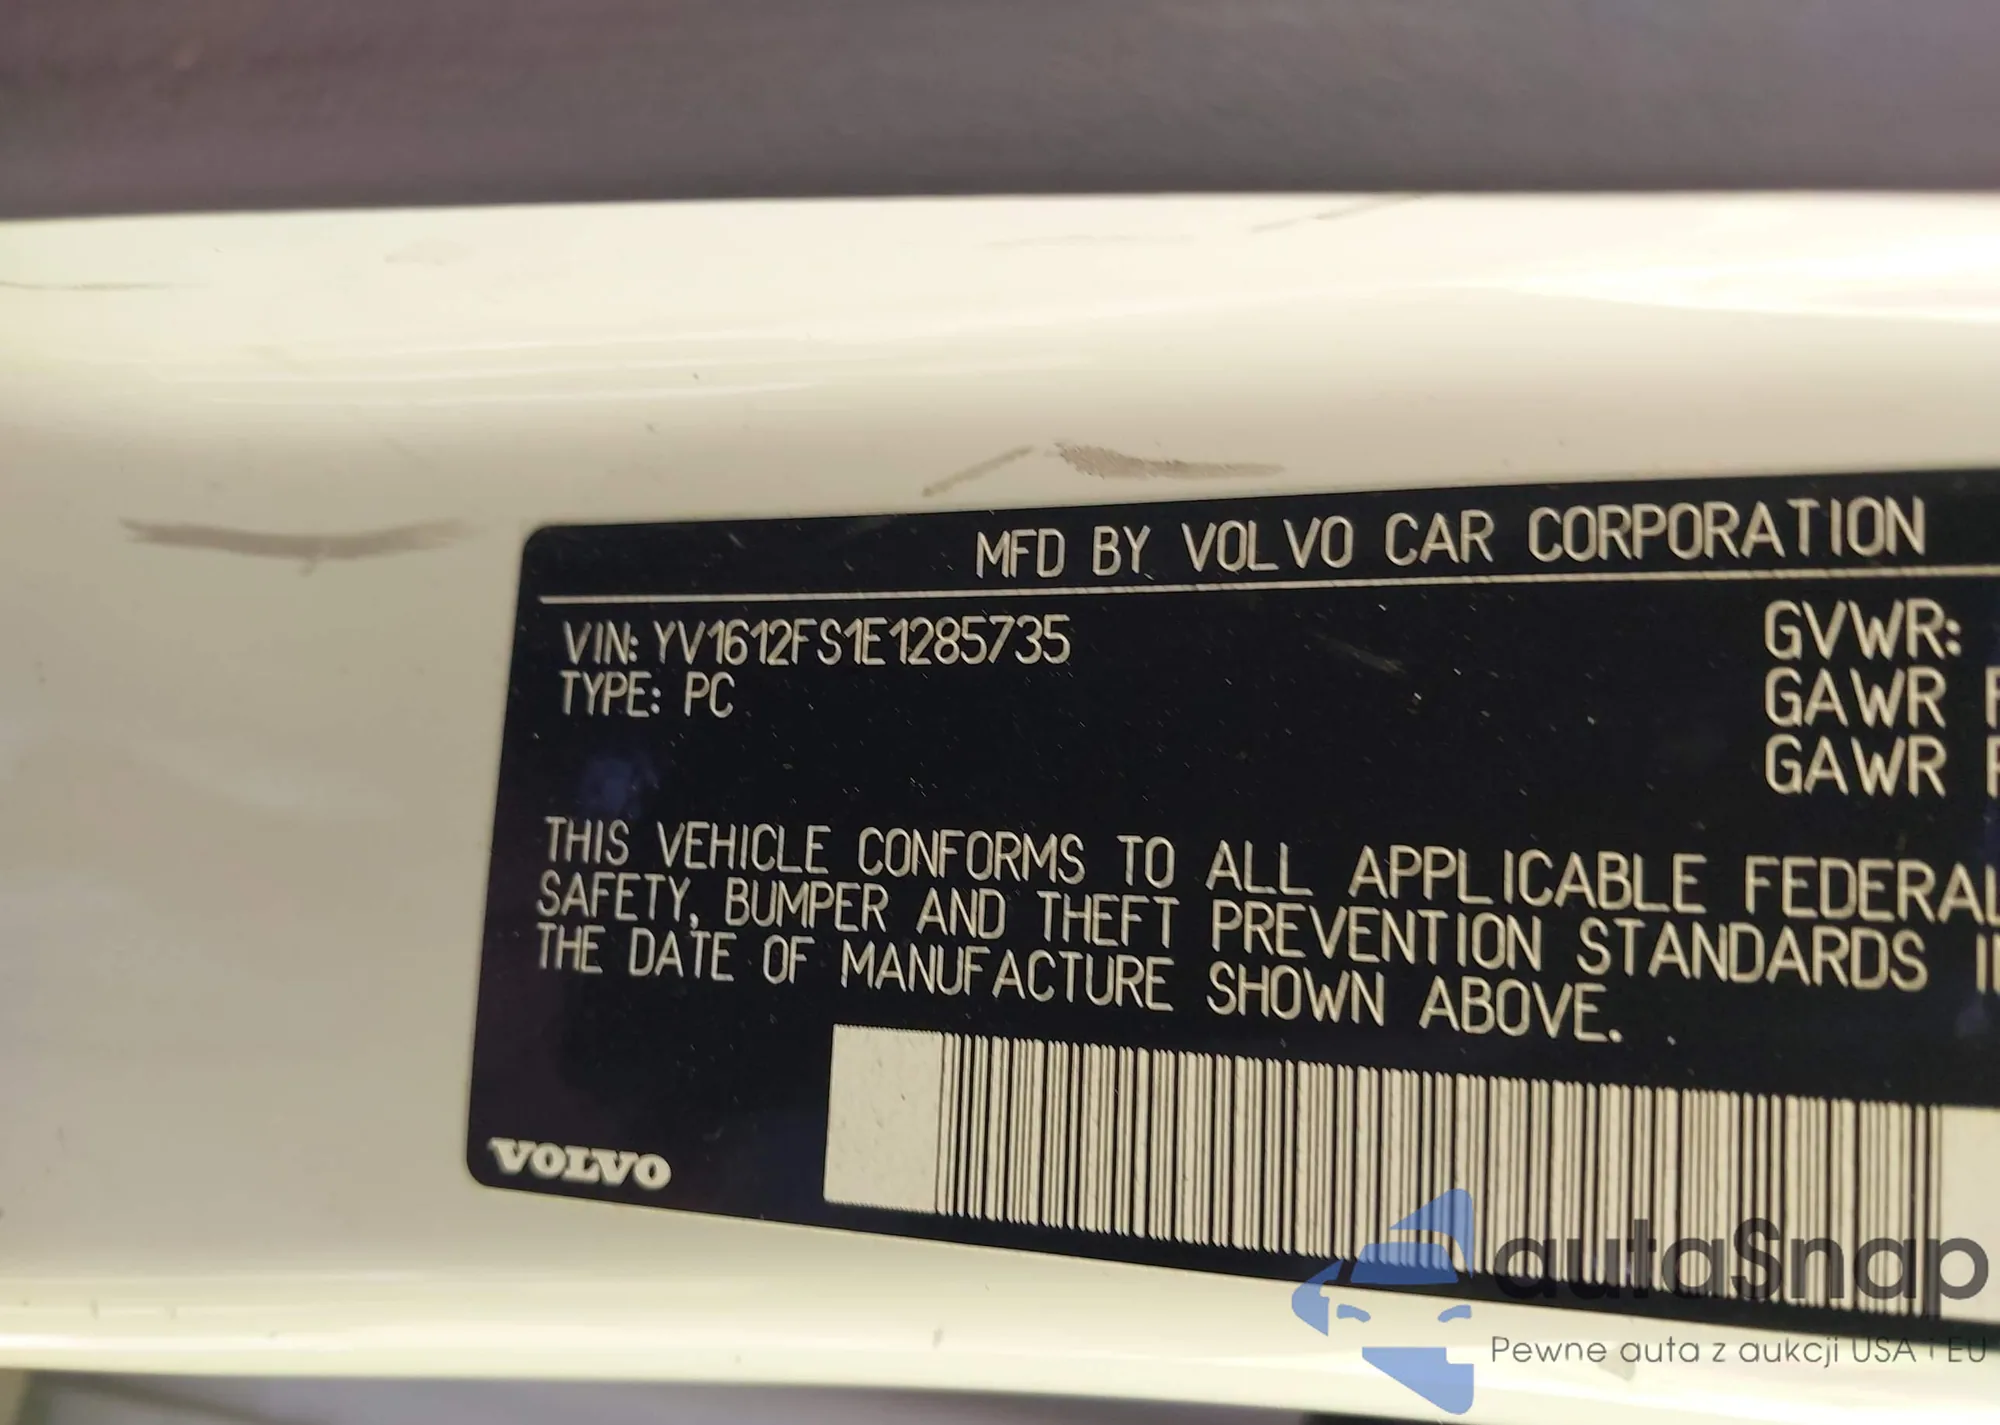 MFD BY VOLVO CAR CORPORATION
VIN: YV1612FS1E1285735
TYPE: PC
GVWR:
GAWR
GAWR
THIS VEHICLE CONFORMS TO ALL APPLICABLE FEDERAL
SAFETY, BUMPER AND THEFT PREVENTION STANDARDS
THE DATE OF MANUFACTURE SHOWN ABOVE.
VOLVO
autaSnap
Pewne auta z aukcji USA i EU